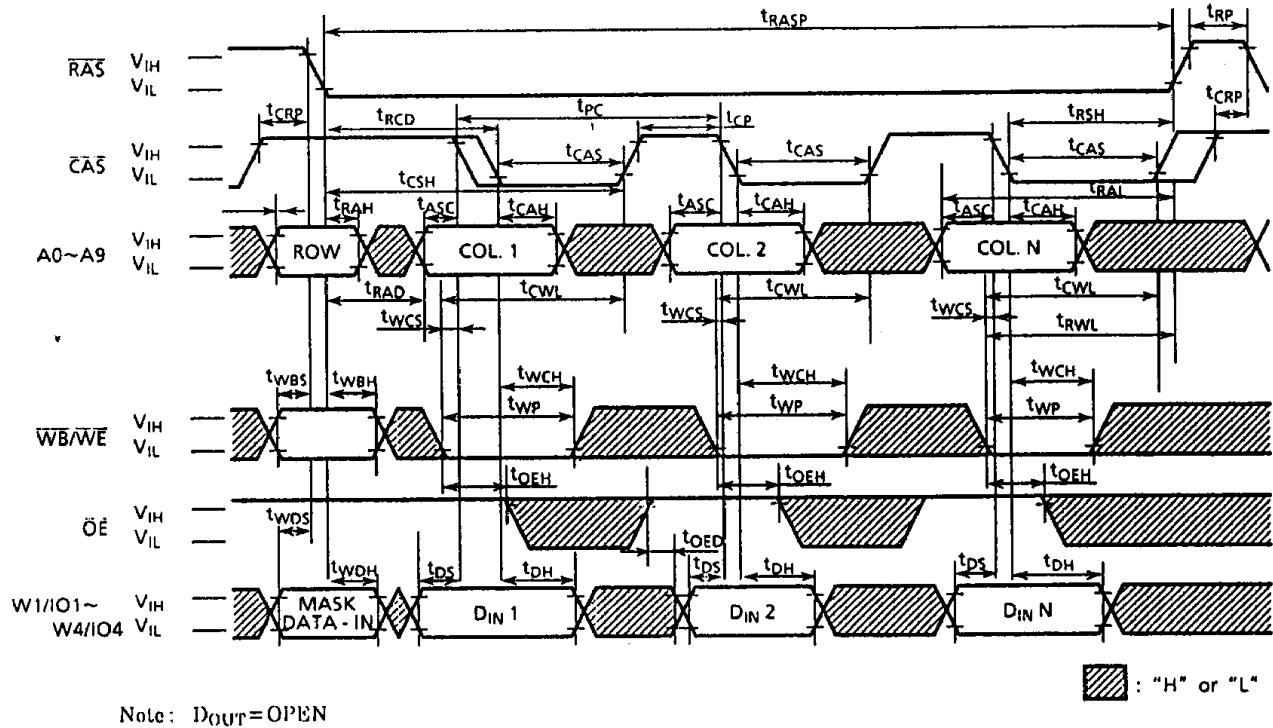 tRASP tRP
RAS VIH
VIL
tCRP tRCD tPC tCP tRSH tCRP
CAS VIH
VIL
tCAS tCAS tCAS
tCSH tRAL
tRAH tASC tCAH tASC tCAH tASC tCAH
A0~A9 VIH
VIL
ROW COL. 1 COL. 2 COL. N
tRAD tCWL tCWL tCWL
tWCS tWCS tWCS tRWL
tWBS tWBH tWCH tWCH tWCH
tWP tWP tWP
WB/WE VIH
VIL
tOEH tOEH tOEH
OE VIH
VIL
tWDS tOED
tWDH tDS tDH tDS tDH tDS tDH
W1/IO1~ VIH
W4/IO4 VIL
MASK
DATA - IN
DIN 1 DIN 2 DIN N
: "H" or "L"
Note: DOUT=OPEN